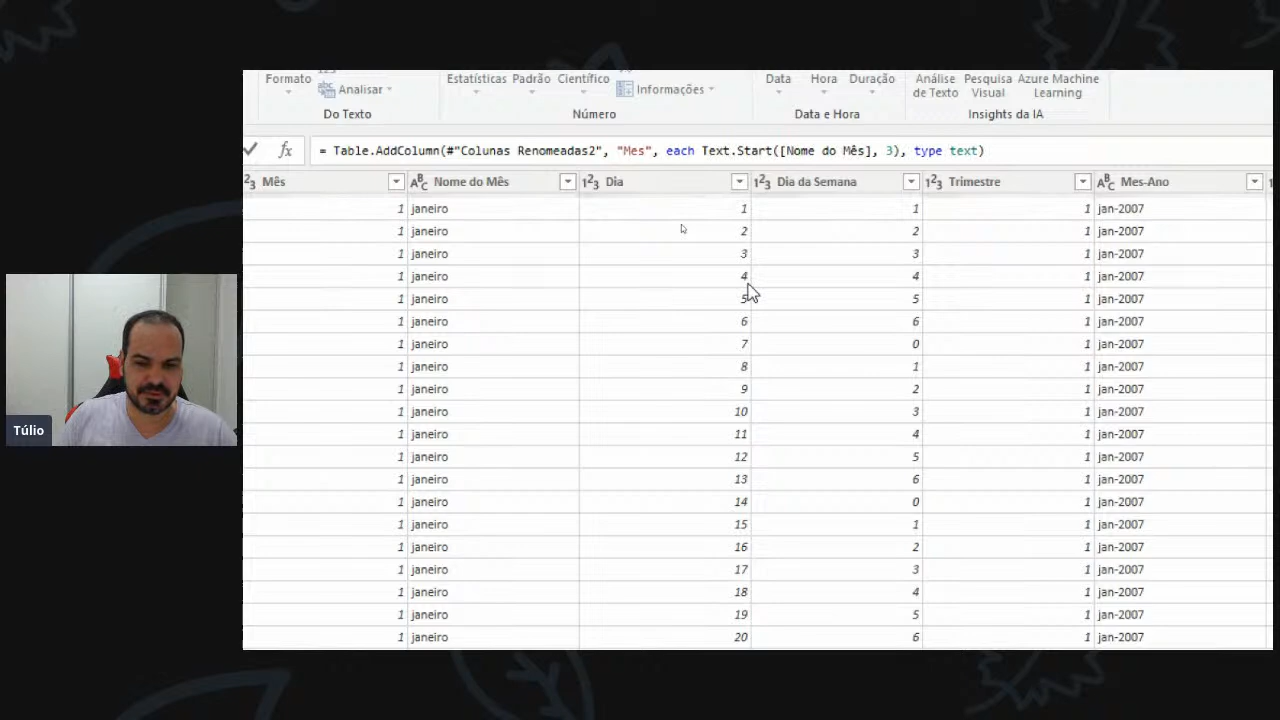 Formato Estatísticas Padrão Científico Data Hora Duração Análise de Texto Pesquisa Visual Azure Machine Learning
Analisar Informações
Do Texto Número Data e Hora Insights da IA
fx = Table.AddColumn(#"Colunas Renomeadas2", "Mes", each Text.Start([Nome do Mês], 3), type text)
23 Mês ABC Nome do Mês 123 Dia 123 Dia da Semana 123 Trimestre ABC Mes-Ano
1 janeiro 1 1 1 jan-2007
1 janeiro 2 2 1 jan-2007
1 janeiro 3 3 1 jan-2007
1 janeiro 4 4 1 jan-2007
1 janeiro 5 5 1 jan-2007
1 janeiro 6 6 1 jan-2007
1 janeiro 7 0 1 jan-2007
1 janeiro 8 1 1 jan-2007
1 janeiro 9 2 1 jan-2007
1 janeiro 10 3 1 jan-2007
1 janeiro 11 4 1 jan-2007
1 janeiro 12 5 1 jan-2007
1 janeiro 13 6 1 jan-2007
1 janeiro 14 0 1 jan-2007
1 janeiro 15 1 1 jan-2007
1 janeiro 16 2 1 jan-2007
1 janeiro 17 3 1 jan-2007
1 janeiro 18 4 1 jan-2007
1 janeiro 19 5 1 jan-2007
1 janeiro 20 6 1 jan-2007
Túlio